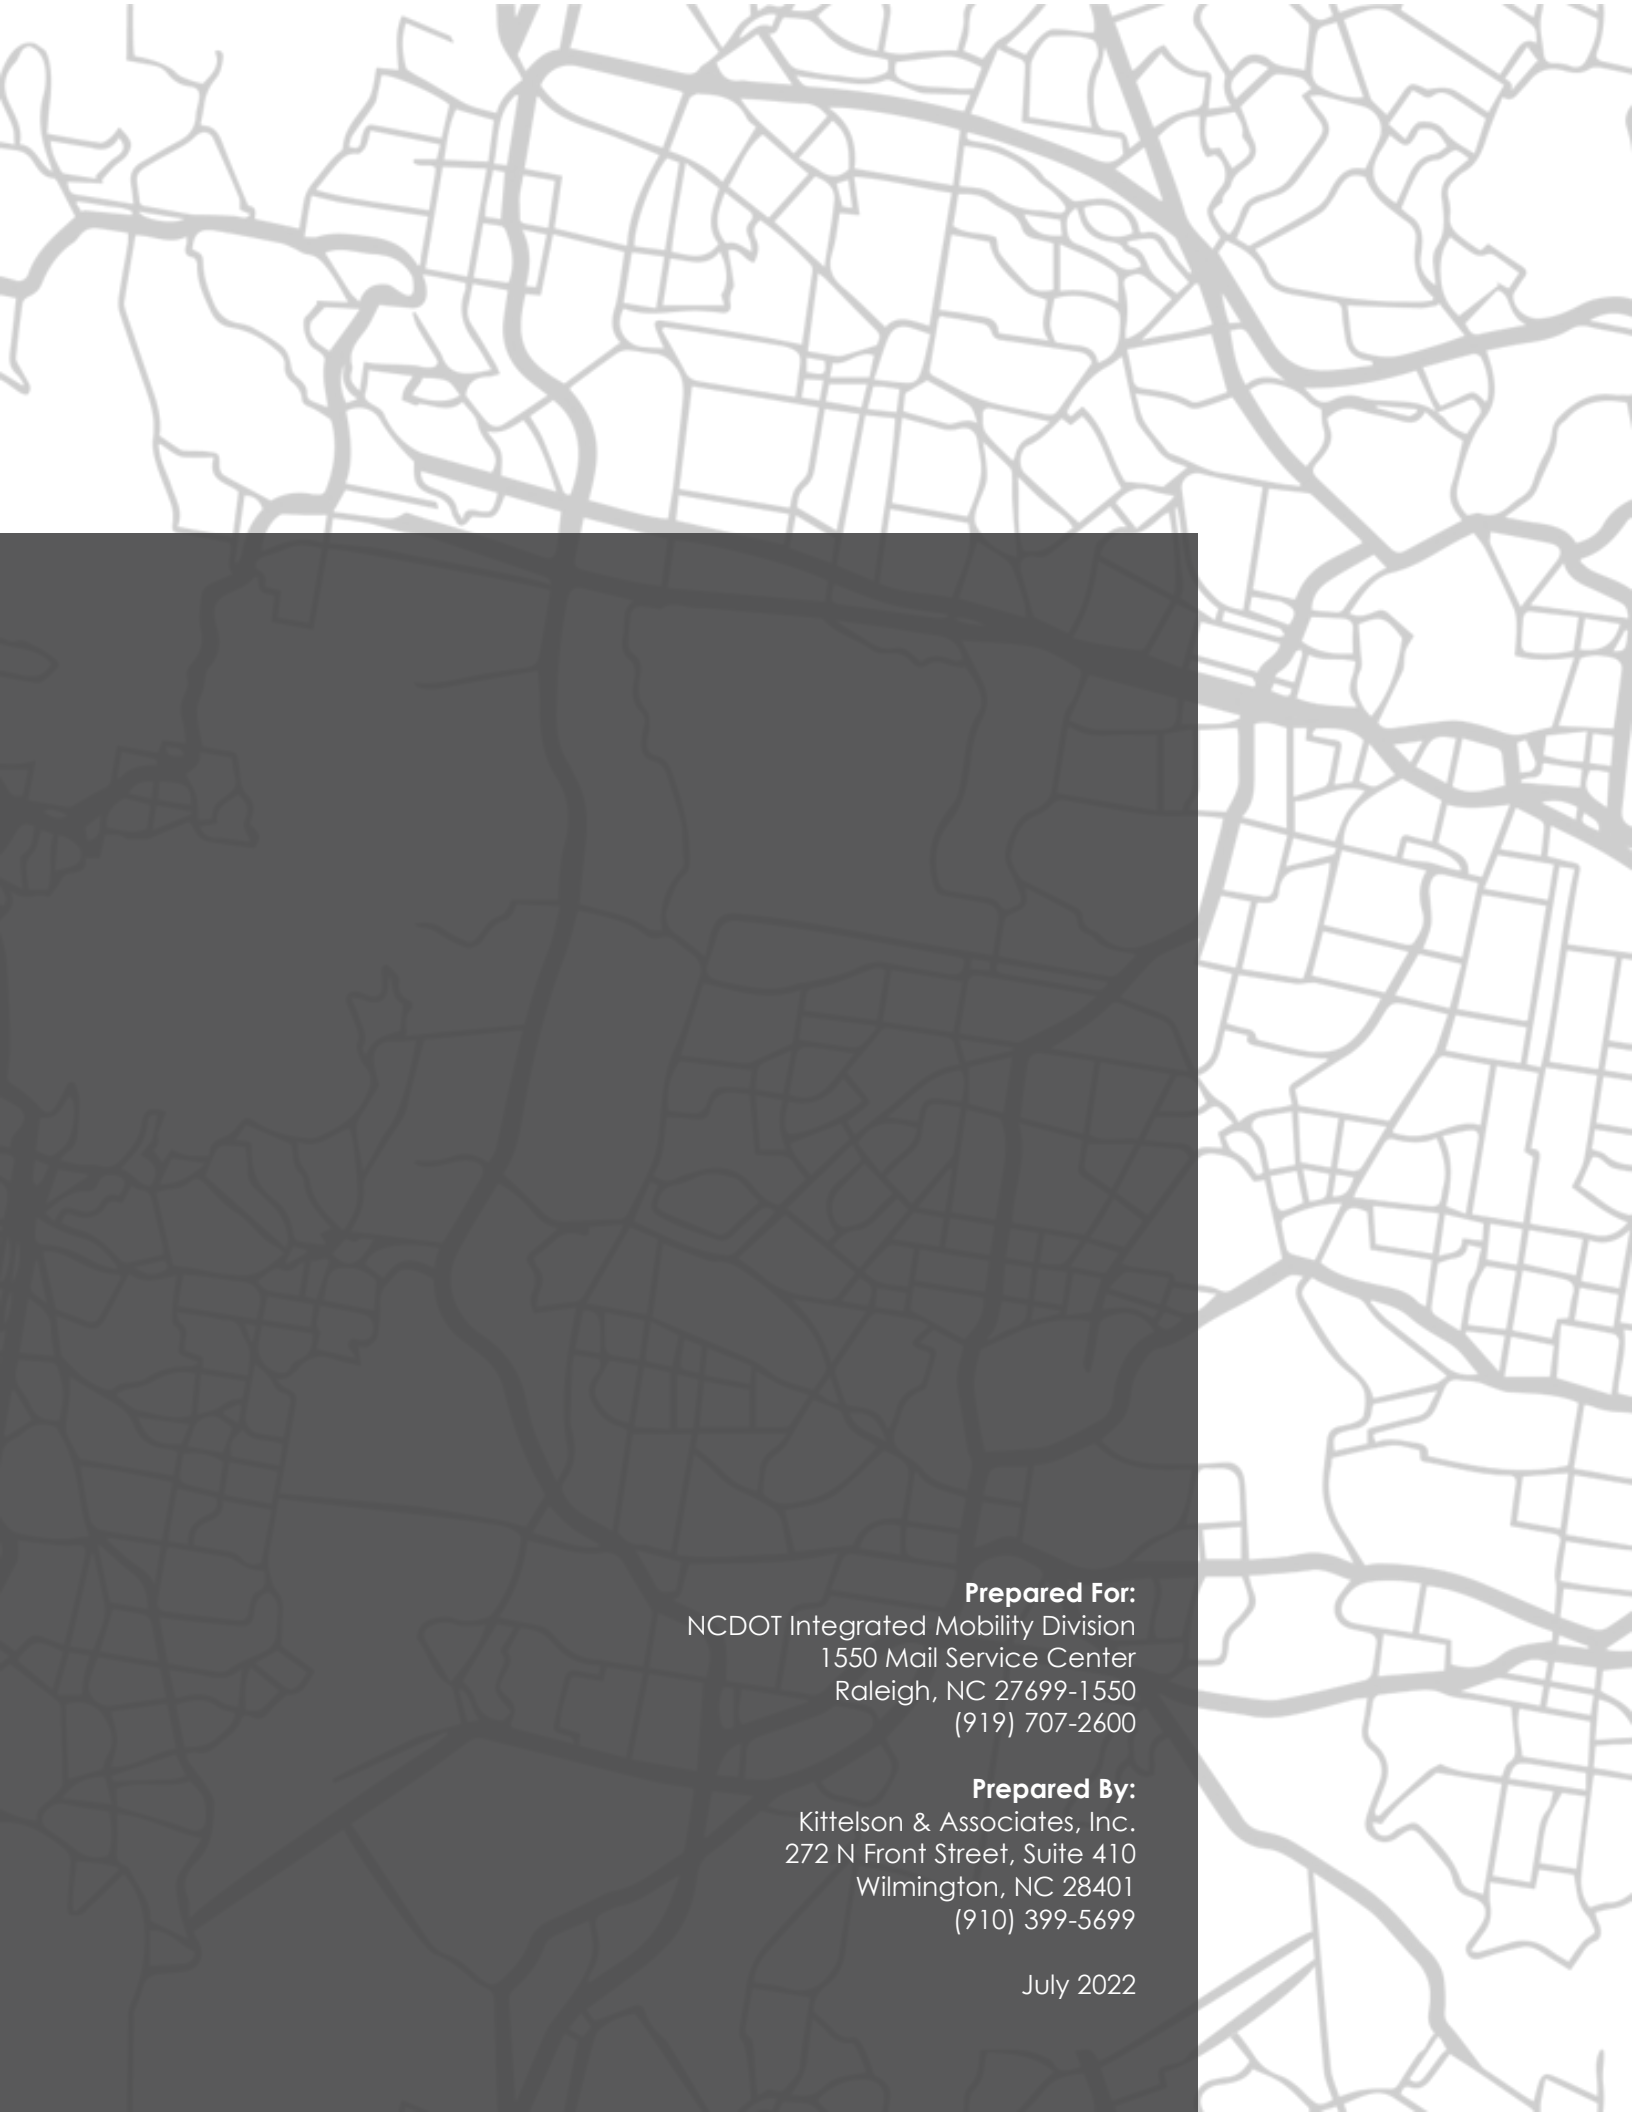 Prepared For:
NCDOT Integrated Mobility Division
1550 Mail Service Center
Raleigh, NC 27699-1550
(919) 707-2600
Prepared By:
Kittelson & Associates, Inc.
272 N Front Street, Suite 410
Wilmington, NC 28401
(910) 399-5699
July 2022